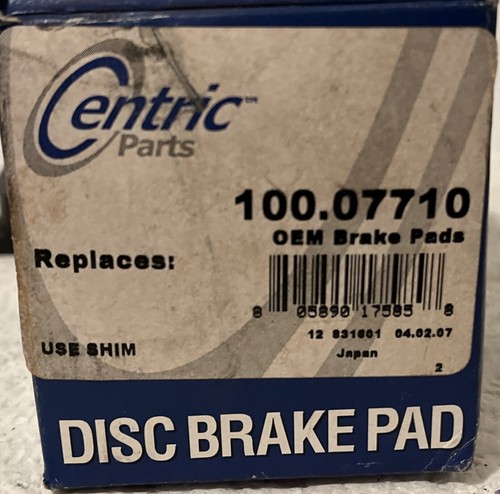 Centric™
Parts
100.07710
OEM Brake Pads
Replaces:
8 05890 17585 8
12 831601 04.02.07
USE SHIM
Japan
2
DISC BRAKE PAD